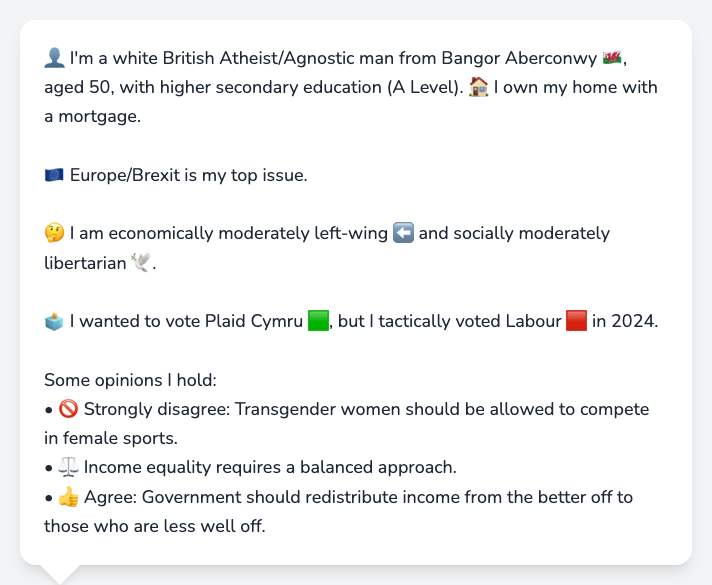 👤 I'm a white British Atheist/Agnostic man from Bangor Aberconwy 🏴󠁧󠁢󠁷󠁬󠁳󠁿,
aged 50, with higher secondary education (A Level). 🏠 I own my home with
a mortgage.
🇪🇺 Europe/Brexit is my top issue.
🤔 I am economically moderately left-wing ⬅️ and socially moderately
libertarian 🕊️.
🗳️ I wanted to vote Plaid Cymru 🟩, but I tactically voted Labour 🟥 in 2024.
Some opinions I hold:
• 🚫 Strongly disagree: Transgender women should be allowed to compete
in female sports.
• ⚖️ Income equality requires a balanced approach.
• 👍 Agree: Government should redistribute income from the better off to
those who are less well off.